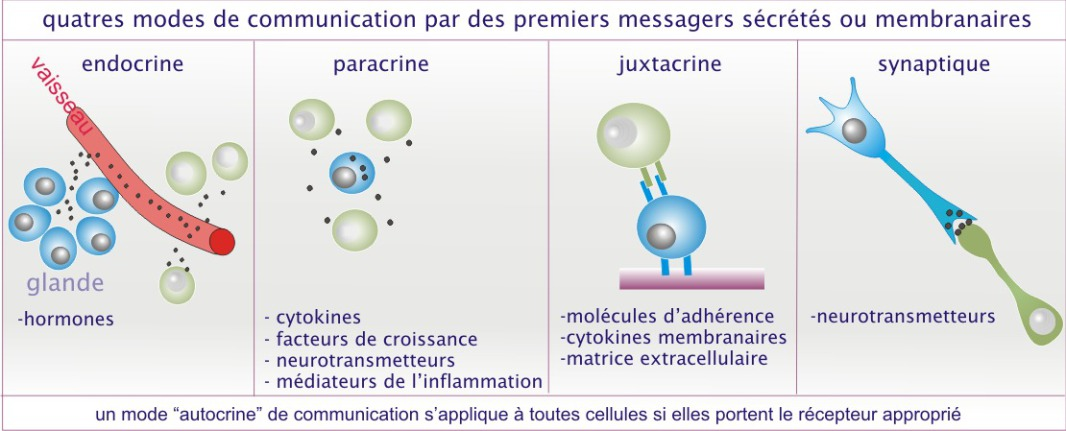 quatres modes de communication par des premiers messagers sécrétés ou membranaires
endocrine
vaisseau
glande
-hormones
paracrine
- cytokines
- facteurs de croissance
- neurotransmetteurs
- médiateurs de l'inflammation
juxtacrine
-molécules d'adhérence
-cytokines membranaires
-matrice extracellulaire
synaptique
-neurotransmetteurs
un mode "autocrine" de communication s'applique à toutes cellules si elles portent le récepteur approprié